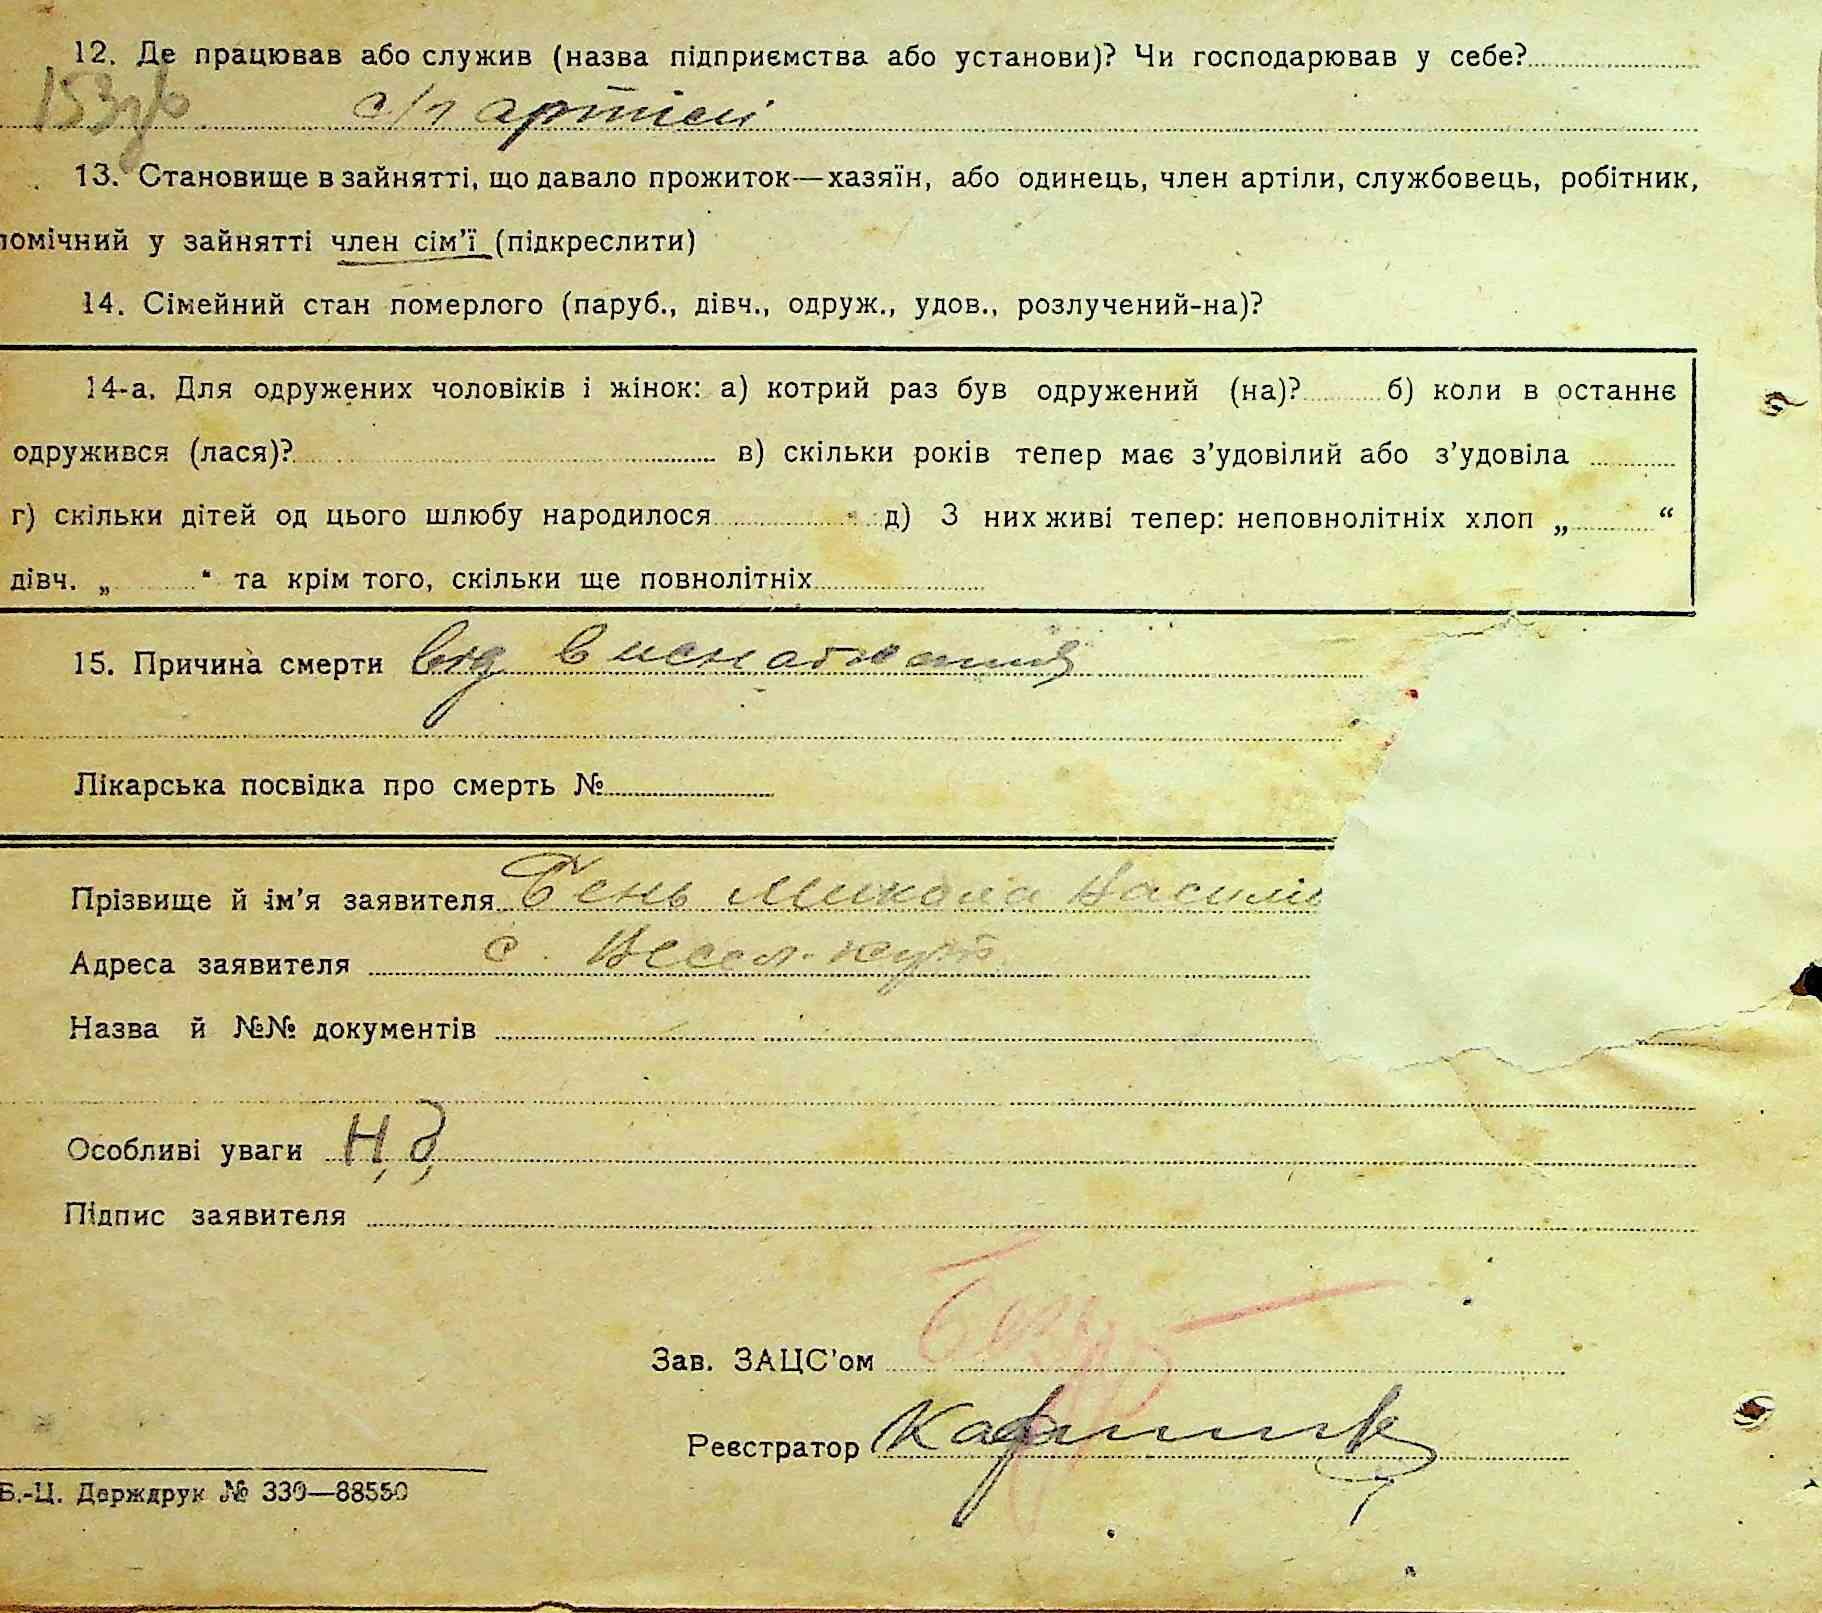 12. Де працював або служив (назва підприємства або установи)? Чи господарював у себе?
с/г артілі
13. Становище в зайнятті, що давало прожиток—хазяїн, або одинець, член артіли, службовець, робітник,
помічний у зайнятті член сім’ї (підкреслити)
14. Сімейний стан померлого (паруб., дівч., одруж., удов., розлучений-на)?
14-а. Для одружених чоловіків і жінок: а) котрий раз був одружений (на)? б) коли в останнє
одружився (лася)? в) скільки років тепер має з’удовілий або з’удовіла
г) скільки дітей од цього шлюбу народилося д) З них живі тепер: неповнолітніх хлоп „ “
дівч. „ “ та крім того, скільки ще повнолітніх
15. Причина смерти від виснаження
Лікарська посвідка про смерть №
Прізвище й ім’я заявителя Бень Микола Василів
Адреса заявителя с. Весел-кут
Назва й №№ документів
Особливі уваги Н,д,
Підпис заявителя
Зав. ЗАЦС’ом
Реєстратор
Б.-Ц. Держдрук № 330—88550